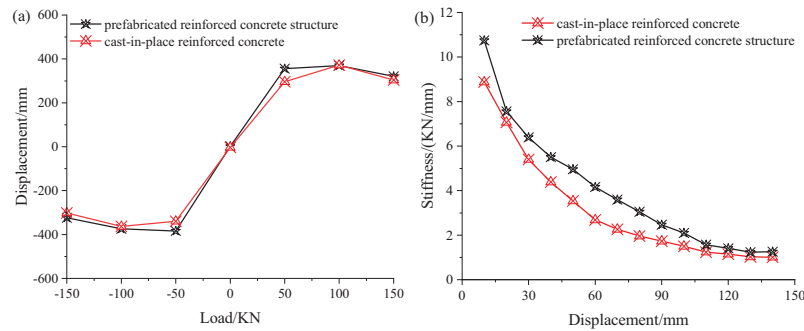 (a)
600
400
200
0
-200
-400
-600
Displacement/mm
prefabricated reinforced concrete structure
cast-in-place reinforced concrete
-150 -100 -50 0 50 100 150
Load/KN
(b)
12
10
8
6
4
2
0
Stiffness/(KN/mm)
cast-in-place reinforced concrete
prefabricated reinforced concrete structure
0 30 60 90 120 150
Displacement/mm